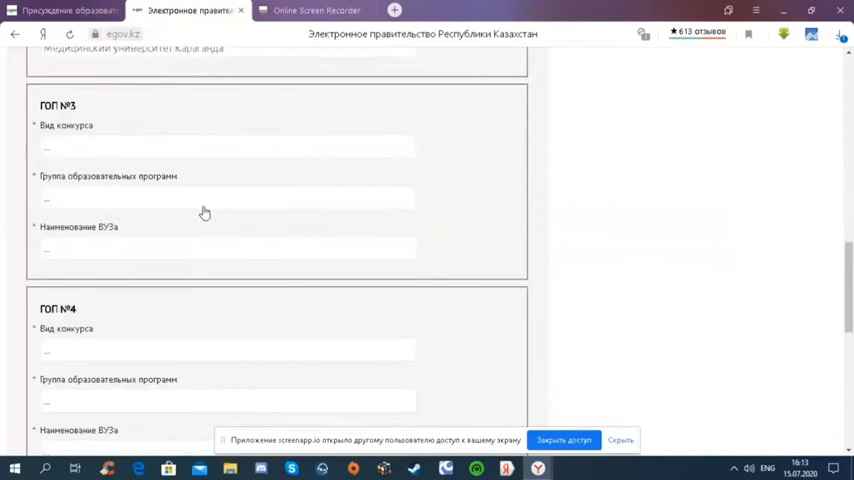 Присуждение образоват
Электронное правител
Online Screen Recorder
egov.kz
Электронное правительство Республики Казахстан
★613 отзывов
Медицинский университет Караганда
ГОП №3
* Вид конкурса
...
* Группа образовательных программ
...
* Наименование ВУЗа
...
ГОП №4
* Вид конкурса
...
* Группа образовательных программ
...
* Наименование ВУЗа
Приложение screenapp.io открыло другому пользователю доступ к вашему экрану
Закрыть доступ
Скрыть
ENG
16:13
15.07.2020